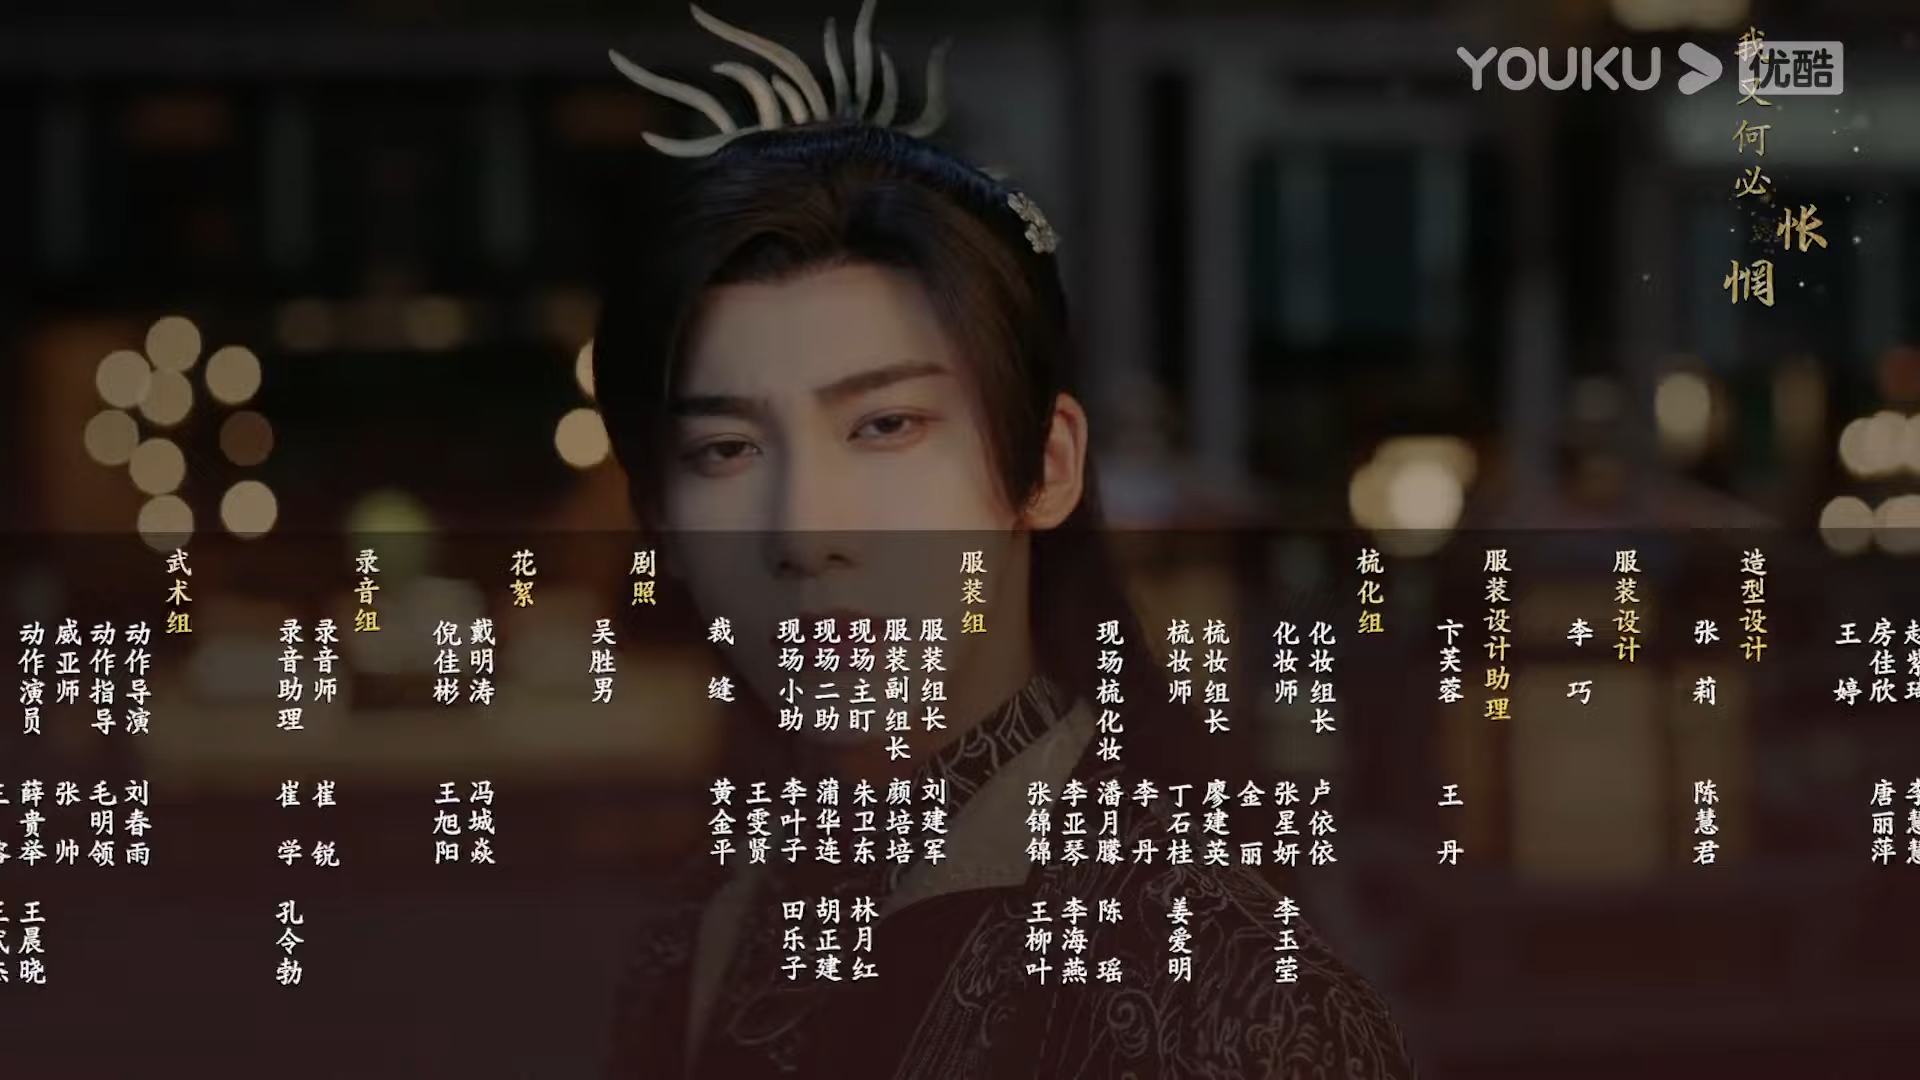 YOUKU 优酷
我又何必
怅
惘
房佳欣
唐丽萍
王婷
造型设计
张莉
陈慧君
服装设计
李巧
服装设计助理
卞芙蓉
王丹
梳化组
化妆组长
卢依依
化妆师
张星妍
李玉莹
金丽
梳妆组长
廖建英
梳妆师
丁石桂
姜爱明
李丹
现场梳化妆
潘月朦
陈瑶
李亚琴
李海燕
张锦锦
王柳叶
服装组
服装组长
刘建军
服装副组长
颜培培
现场主盯
朱卫东
林月红
现场二助
蒲华连
胡正建
现场小助
李叶子
田乐子
王雯贤
裁缝
黄金平
剧照
吴胜男
花絮
戴明涛
冯城焱
倪佳彬
王旭阳
录音组
录音师
崔锐
录音助理
崔学
孔令勃
武术组
动作导演
刘春雨
动作指导
毛明领
威亚师
张帅
动作演员
薛贵举
王晨晓